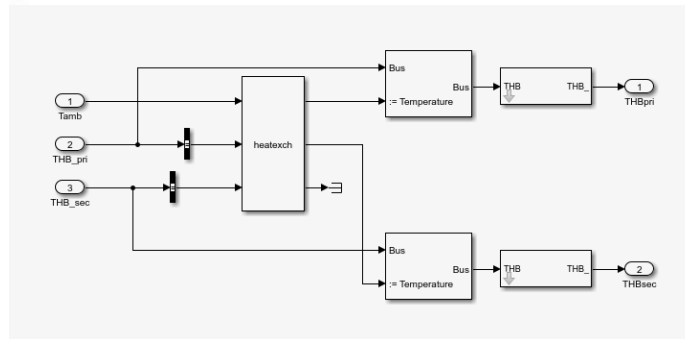 Bus
Bus
:= Temperature
THB
THB_
1
THBpri
1
Tamb
2
THB_pri
3
THB_sec
heatexch
Bus
Bus
:= Temperature
THB
THB_
2
THBsec